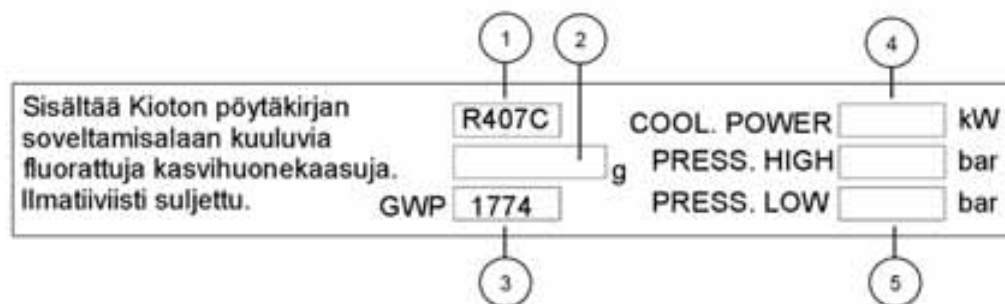 1 2 4
Sisältää Kioton pöytäkirjan
soveltamisalaan kuuluvia
fluorattuja kasvihuonekaasuja.
Ilmatiiviisti suljettu.
R407C
g
GWP 1774
COOL. POWER kW
PRESS. HIGH bar
PRESS. LOW bar
3 5